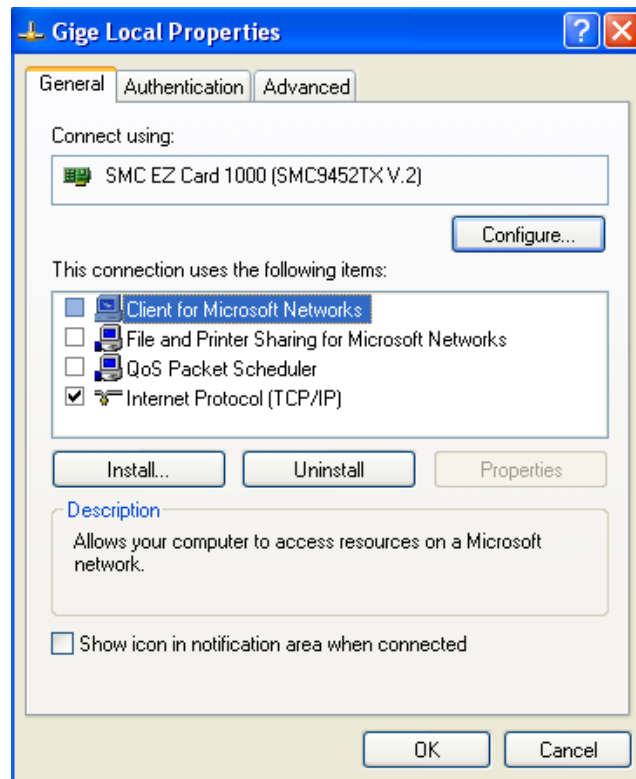 Gige Local Properties
General Authentication Advanced
Connect using:
SMC EZ Card 1000 (SMC9452TX V.2)
Configure...
This connection uses the following items:
Client for Microsoft Networks
File and Printer Sharing for Microsoft Networks
QoS Packet Scheduler
Internet Protocol (TCP/IP)
Install... Uninstall Properties
Description
Allows your computer to access resources on a Microsoft
network.
Show icon in notification area when connected
OK Cancel